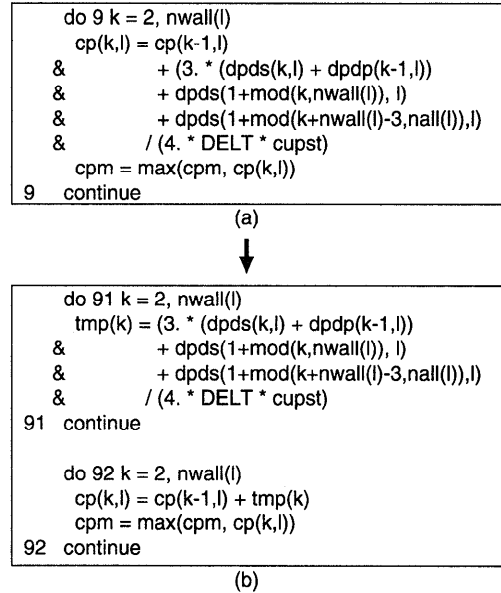 do 9 k = 2, nwall(l)
cp(k,l) = cp(k-1,l)
& + (3. * (dpds(k,l) + dpdp(k-1,l))
& + dpds(1+mod(k,nwall(l)), l)
& + dpds(1+mod(k+nwall(l)-3,nall(l)),l)
& / (4. * DELT * cupst)
cpm = max(cpm, cp(k,l))
9 continue
(a)
do 91 k = 2, nwall(l)
tmp(k) = (3. * (dpds(k,l) + dpdp(k-1,l))
& + dpds(1+mod(k,nwall(l)), l)
& + dpds(1+mod(k+nwall(l)-3,nall(l)),l)
& / (4. * DELT * cupst)
91 continue
do 92 k = 2, nwall(l)
cp(k,l) = cp(k-1,l) + tmp(k)
cpm = max(cpm, cp(k,l))
92 continue
(b)